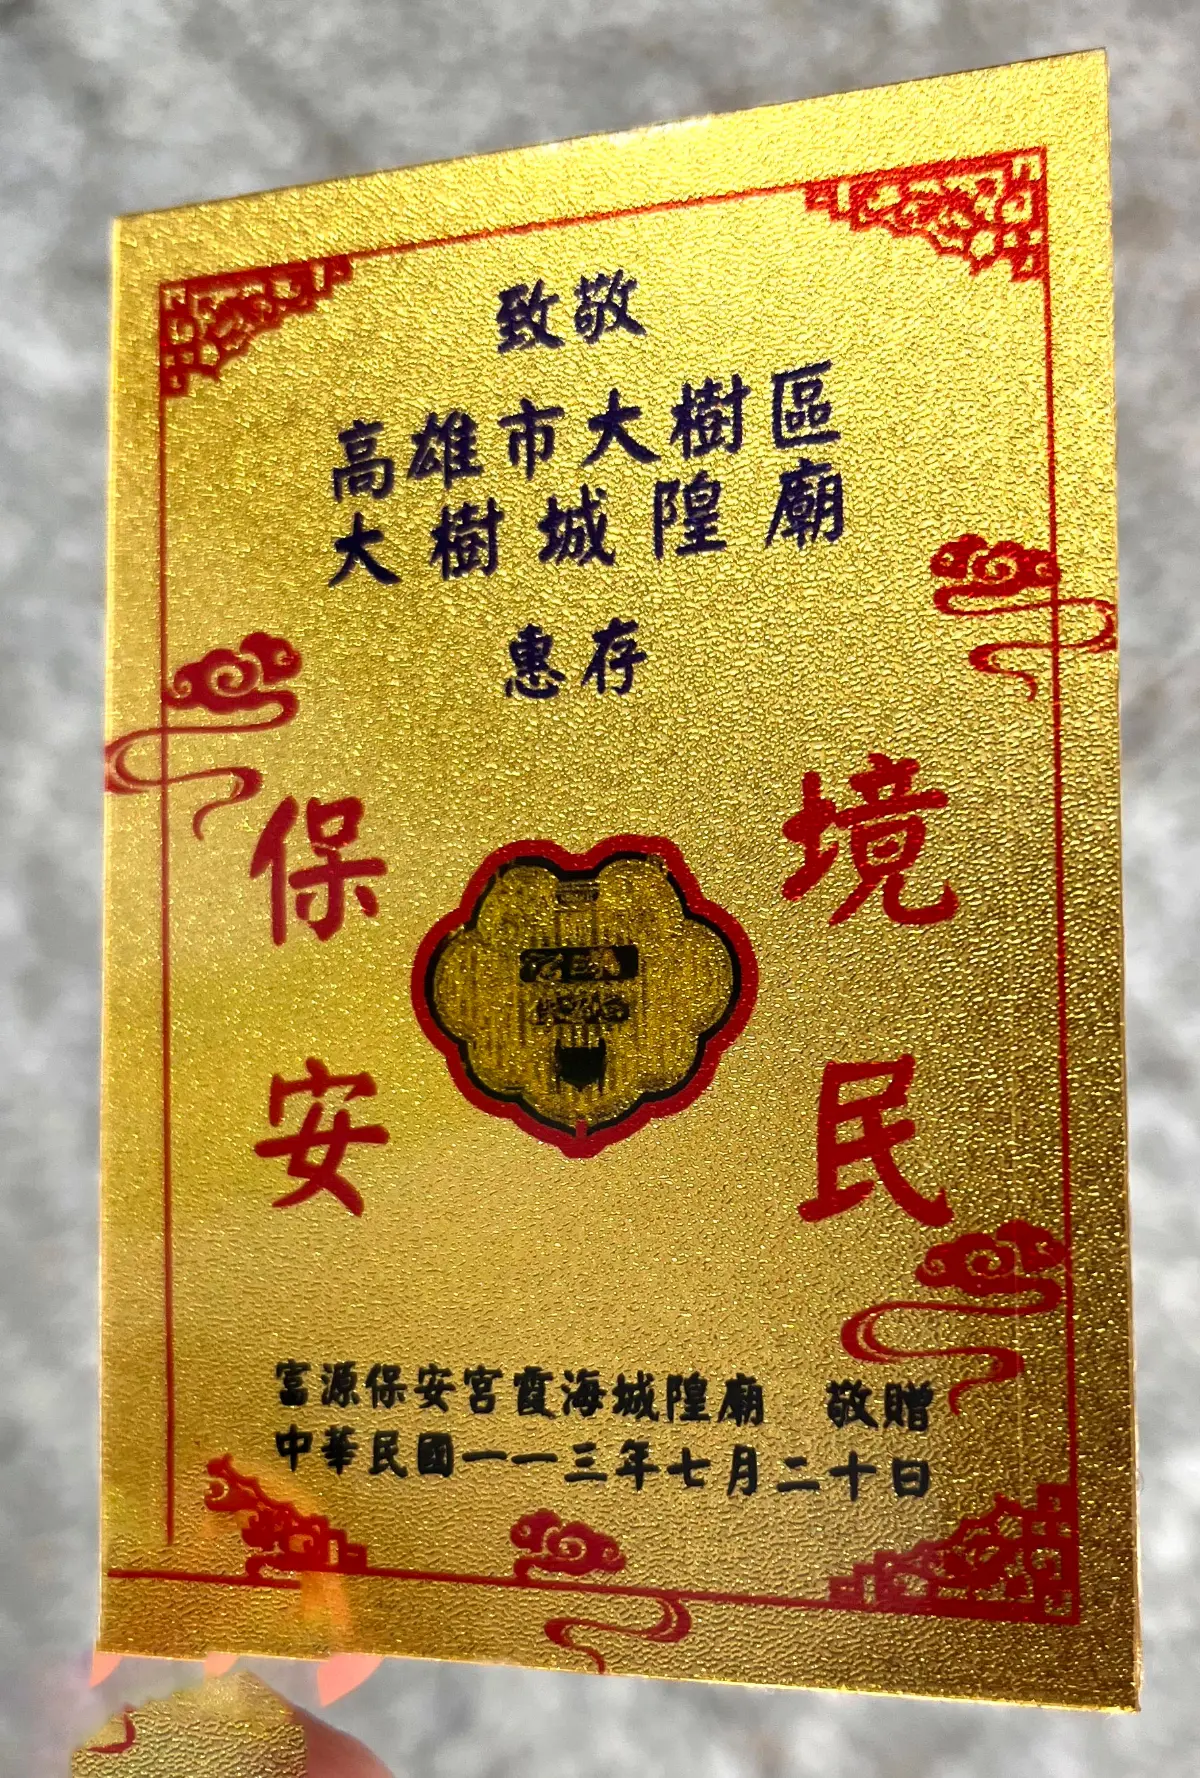 致敬
高雄市大樹區
大樹城隍廟
惠存
境民
保安
富源保安宮霞海城隍廟　敬贈
中華民國一一三年七月二十日